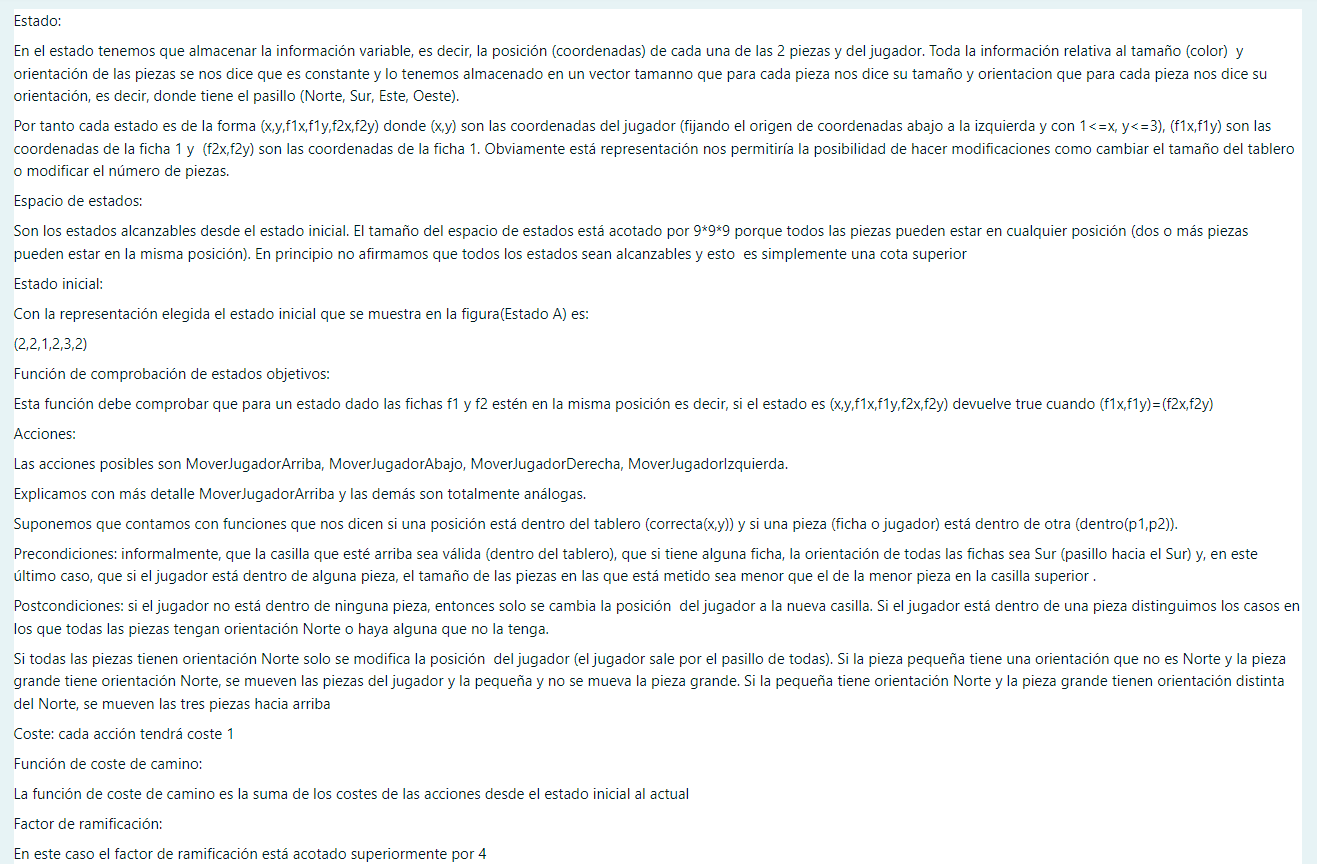 Estado:
En el estado tenemos que almacenar la información variable, es decir, la posición (coordenadas) de cada una de las 2 piezas y del jugador. Toda la información relativa al tamaño (color) y
orientación de las piezas se nos dice que es constante y lo tenemos almacenado en un vector tamanno que para cada pieza nos dice su tamaño y orientacion que para cada pieza nos dice su
orientación, es decir, donde tiene el pasillo (Norte, Sur, Este, Oeste).
Por tanto cada estado es de la forma (x,y,f1x,f1y,f2x,f2y) donde (x,y) son las coordenadas del jugador (fijando el origen de coordenadas abajo a la izquierda y con 1<=x, y<=3), (f1x,f1y) son las
coordenadas de la ficha 1 y (f2x,f2y) son las coordenadas de la ficha 1. Obviamente está representación nos permitiría la posibilidad de hacer modificaciones como cambiar el tamaño del tablero
o modificar el número de piezas.
Espacio de estados:
Son los estados alcanzables desde el estado inicial. El tamaño del espacio de estados está acotado por 9*9*9 porque todos las piezas pueden estar en cualquier posición (dos o más piezas
pueden estar en la misma posición). En principio no afirmamos que todos los estados sean alcanzables y esto es simplemente una cota superior
Estado inicial:
Con la representación elegida el estado inicial que se muestra en la figura(Estado A) es:
(2,2,1,2,3,2)
Función de comprobación de estados objetivos:
Esta función debe comprobar que para un estado dado las fichas f1 y f2 estén en la misma posición es decir, si el estado es (x,y,f1x,f1y,f2x,f2y) devuelve true cuando (f1x,f1y)=(f2x,f2y)
Acciones:
Las acciones posibles son MoverJugadorArriba, MoverJugadorAbajo, MoverJugadorDerecha, MoverJugadorIzquierda.
Explicamos con más detalle MoverJugadorArriba y las demás son totalmente análogas.
Suponemos que contamos con funciones que nos dicen si una posición está dentro del tablero (correcta(x,y)) y si una pieza (ficha o jugador) está dentro de otra (dentro(p1,p2)).
Precondiciones: informalmente, que la casilla que esté arriba sea válida (dentro del tablero), que si tiene alguna ficha, la orientación de todas las fichas sea Sur (pasillo hacia el Sur) y, en este
último caso, que si el jugador está dentro de alguna pieza, el tamaño de las piezas en las que está metido sea menor que el de la menor pieza en la casilla superior .
Postcondiciones: si el jugador no está dentro de ninguna pieza, entonces solo se cambia la posición del jugador a la nueva casilla. Si el jugador está dentro de una pieza distinguimos los casos en
los que todas las piezas tengan orientación Norte o haya alguna que no la tenga.
Si todas las piezas tienen orientación Norte solo se modifica la posición del jugador (el jugador sale por el pasillo de todas). Si la pieza pequeña tiene una orientación que no es Norte y la pieza
grande tiene orientación Norte, se mueven las piezas del jugador y la pequeña y no se mueva la pieza grande. Si la pequeña tiene orientación Norte y la pieza grande tienen orientación distinta
del Norte, se mueven las tres piezas hacia arriba
Coste: cada acción tendrá coste 1
Función de coste de camino:
La función de coste de camino es la suma de los costes de las acciones desde el estado inicial al actual
Factor de ramificación:
En este caso el factor de ramificación está acotado superiormente por 4